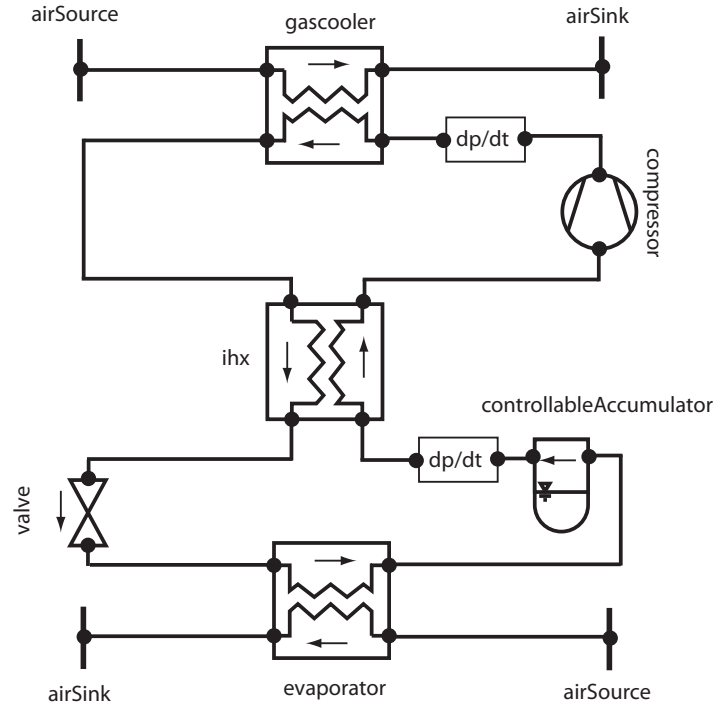 airSource
gascooler
airSink
dp/dt
compressor
ihx
controllableAccumulator
dp/dt
valve
airSink
evaporator
airSource